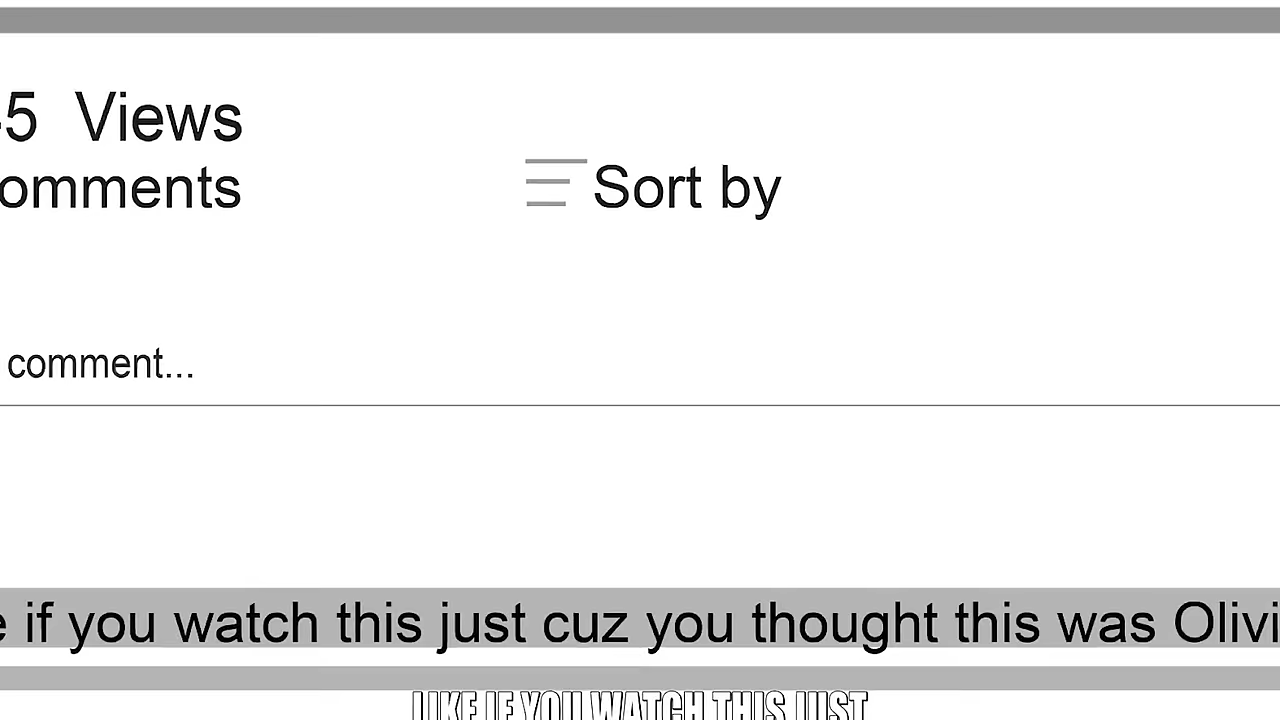 5 Views
omments
Sort by
comment...
e if you watch this just cuz you thought this was Olivi
LIKE IF YOU WATCH THIS JUST